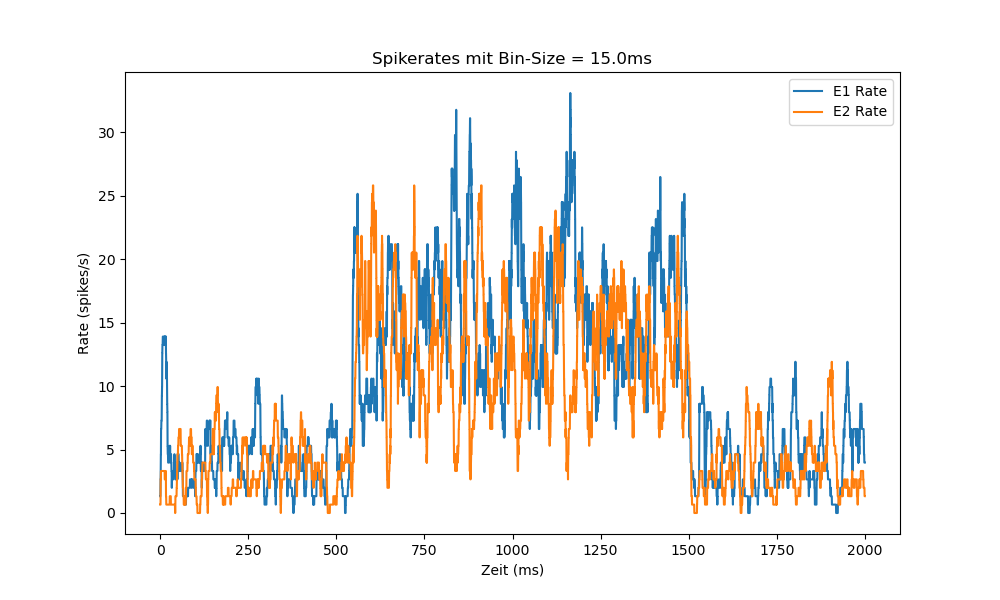 Spikerates mit Bin-Size = 15.0ms
E1 Rate
E2 Rate
Rate (spikes/s)
30
25
20
15
10
5
0
0 250 500 750 1000 1250 1500 1750 2000
Zeit (ms)